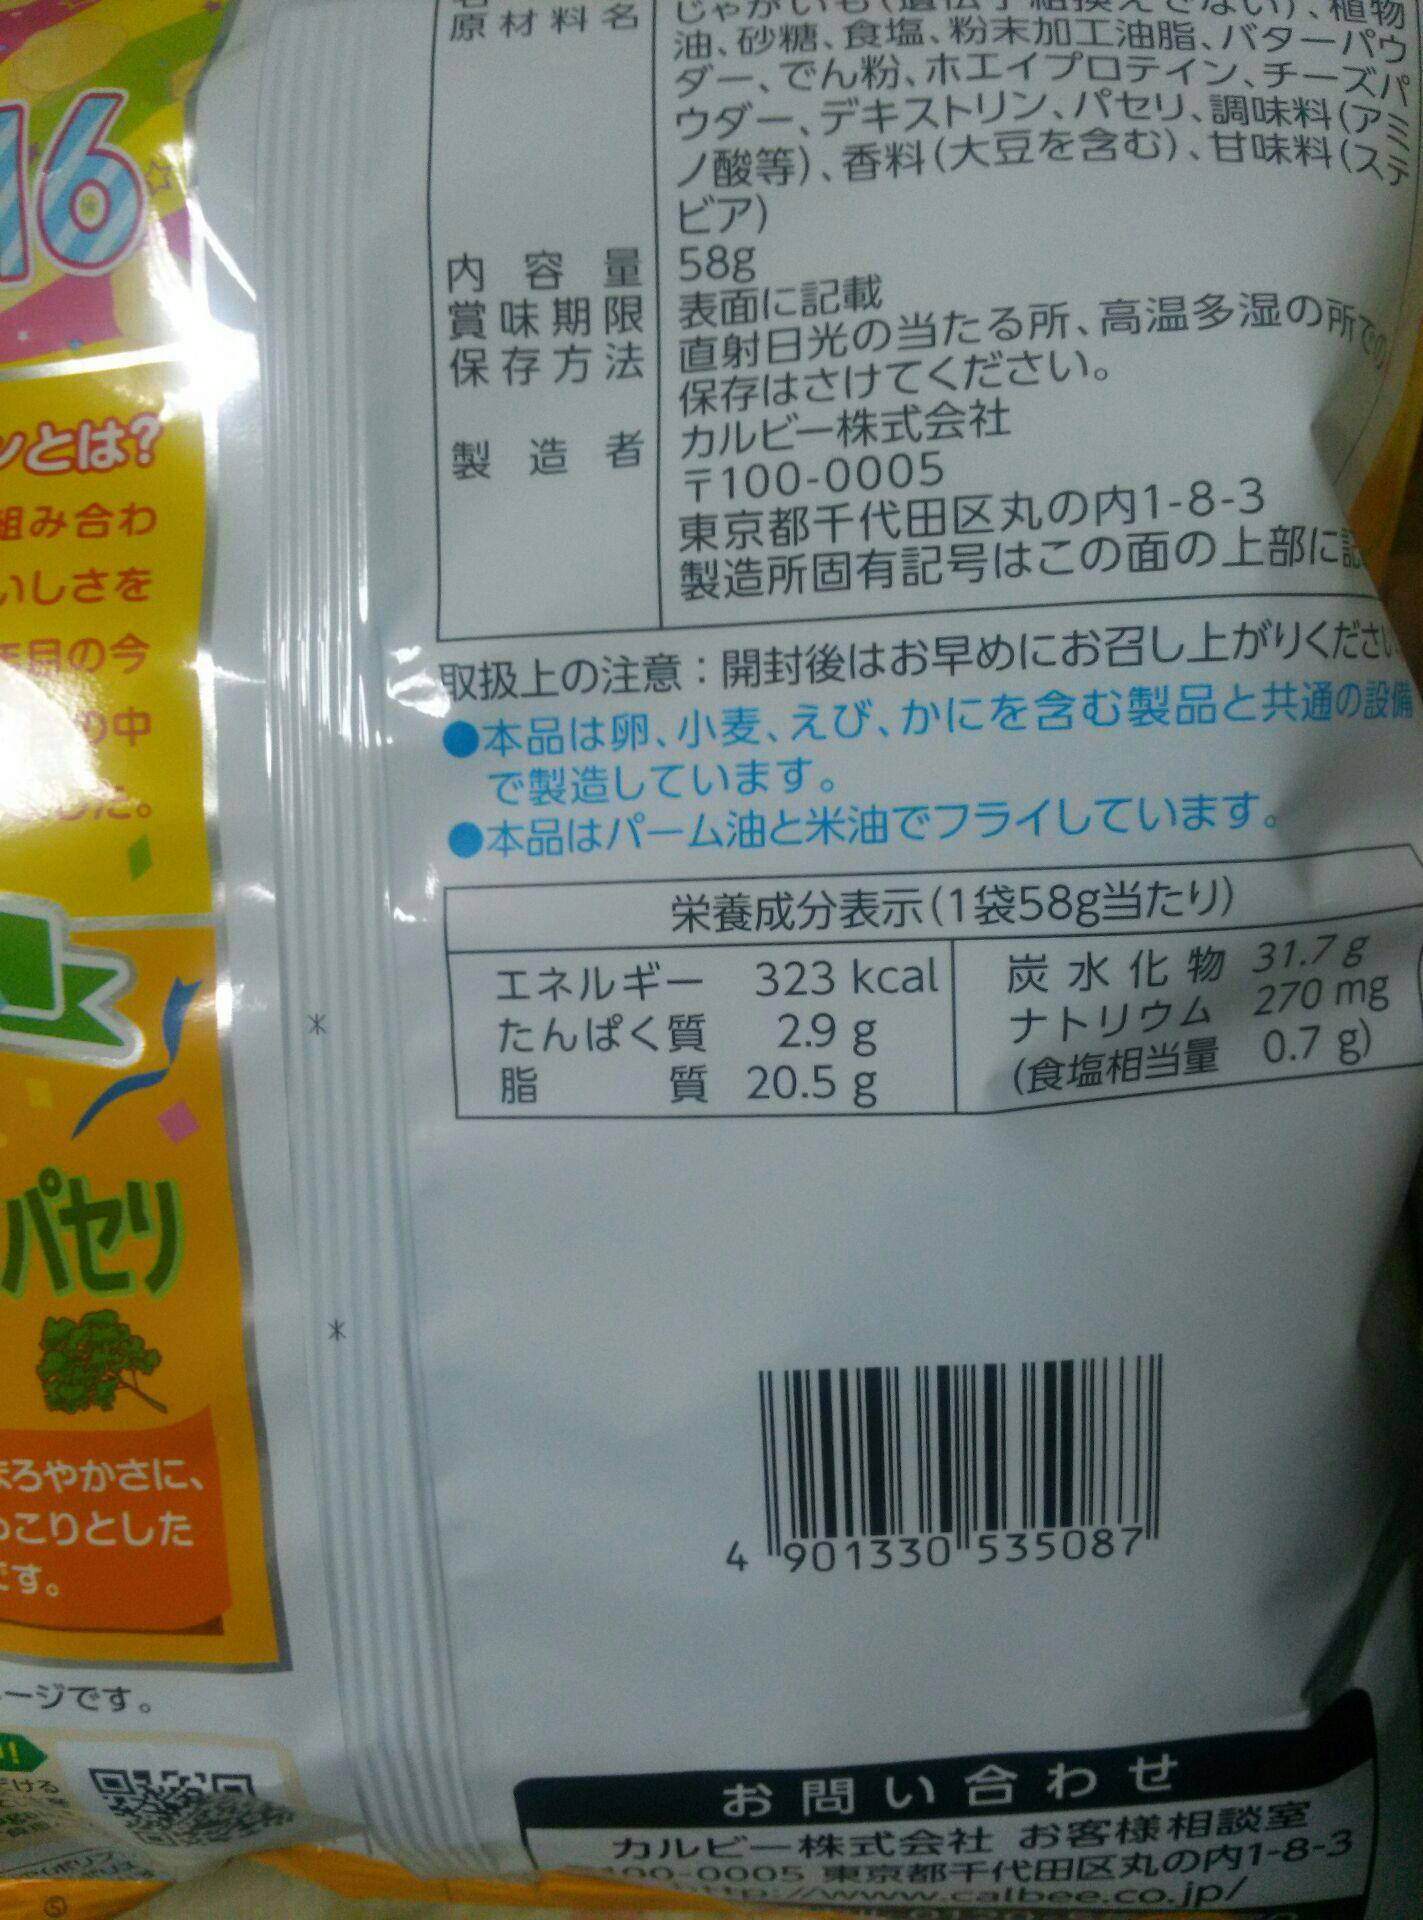 16
ンとは?
組み合わ
いしさを
年目の今
の中
ました。
パセリ
まろやかさに、
っこりとした
です。
ージです。
原材料名
じゃがいも(遺伝子組換えでない)、植物
油、砂糖、食塩、粉末加工油脂、バターパウ
ダー、でん粉、ホエイプロテイン、チーズパ
ウダー、デキストリン、パセリ、調味料(アミ
ノ酸等)、香料(大豆を含む)、甘味料(ステ
ビア)
内容量 58g
賞味期限 表面に記載
保存方法 直射日光の当たる所、高温多湿の所での
保存はさけてください。
製造者 カルビー株式会社
〒100-0005
東京都千代田区丸の内1-8-3
製造所固有記号はこの面の上部に記
取扱上の注意:開封後はお早めにお召し上がりください
●本品は卵、小麦、えび、かにを含む製品と共通の設備
で製造しています。
●本品はパーム油と米油でフライしています。
栄養成分表示(1袋58g当たり)
エネルギー 323 kcal
たんぱく質 2.9 g
脂質 20.5 g
炭水化物 31.7 g
ナトリウム 270 mg
(食塩相当量 0.7 g)
4 901330 535087
お問い合わせ
カルビー株式会社 お客様相談室
00-0005 東京都千代田区丸の内1-8-3
http://www.calbee.co.jp/